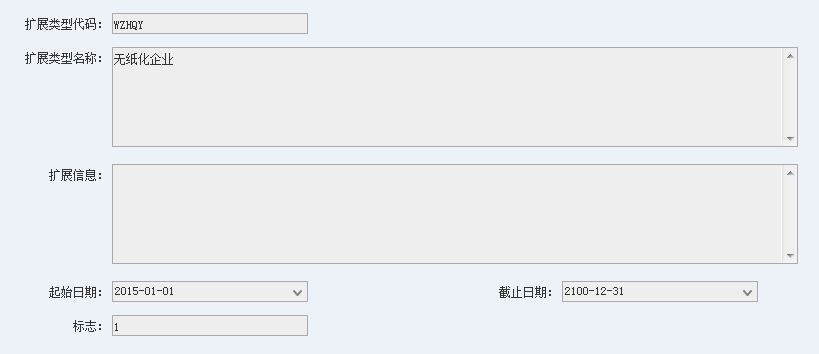 扩展类型代码: WZHQY
扩展类型名称: 无纸化企业
扩展信息:
起始日期: 2015-01-01 截止日期: 2100-12-31
标志: 1